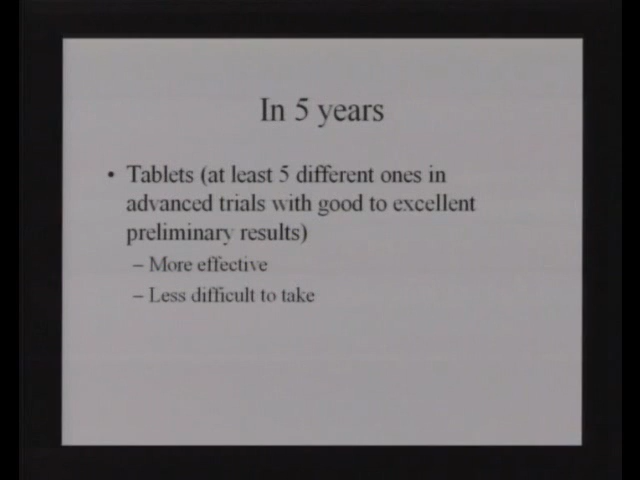 In 5 years
• Tablets (at least 5 different ones in
advanced trials with good to excellent
preliminary results)
– More effective
– Less difficult to take